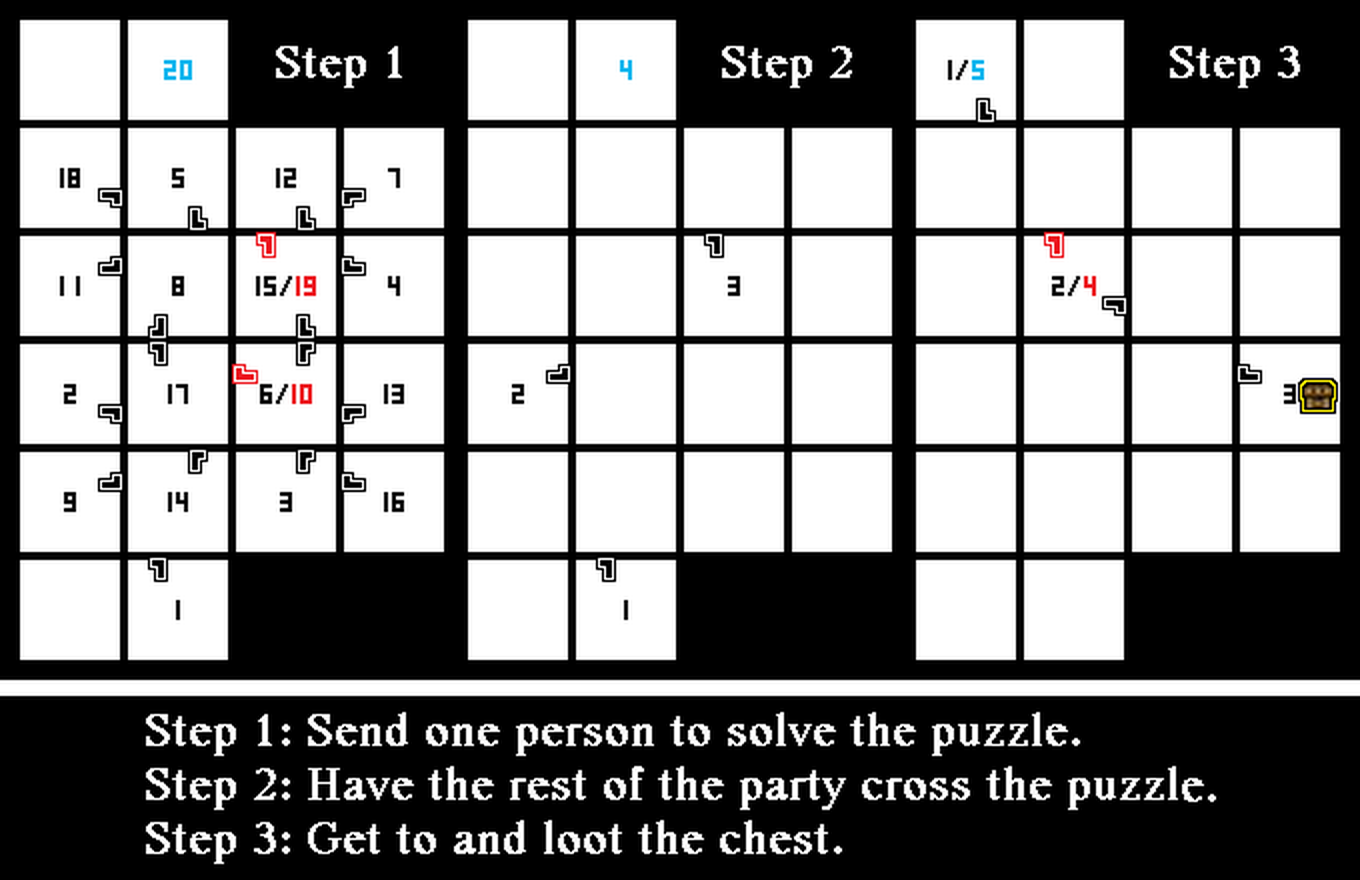 20 Step 1 4 Step 2 1/5 Step 3
18 5 12 7
11 8 15/19 4 3 2/4
2 17 6/10 13 2 3
9 14 3 16
1 1
Step 1: Send one person to solve the puzzle.
Step 2: Have the rest of the party cross the puzzle.
Step 3: Get to and loot the chest.